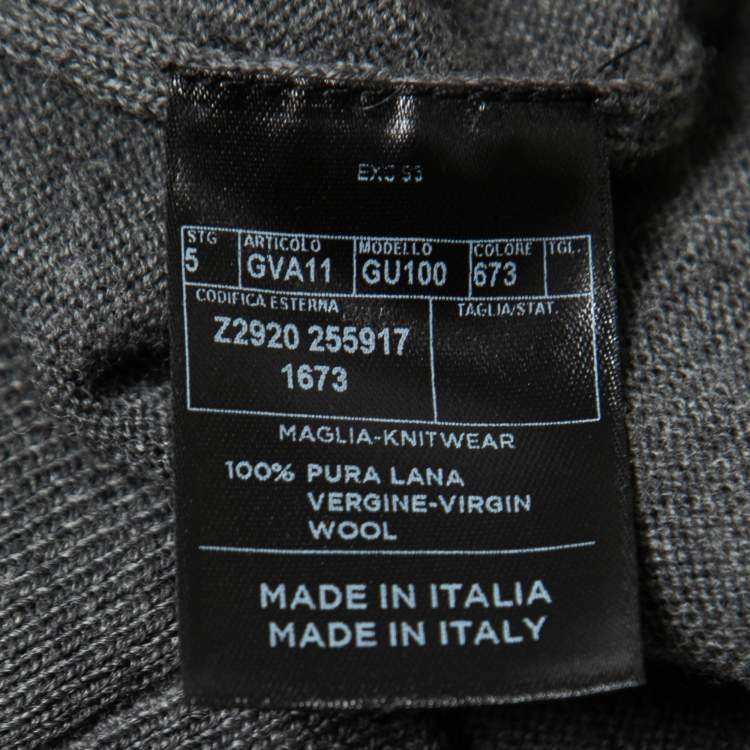 STG ARTICOLO MODELLO COLORE TGL.
5 GVA11 GU100 673
CODIFICA ESTERNA TAGLIA/STAT.
Z2920 255917
1673
MAGLIA-KNITWEAR
100% PURA LANA
VERGINE-VIRGIN
WOOL
MADE IN ITALIA
MADE IN ITALY